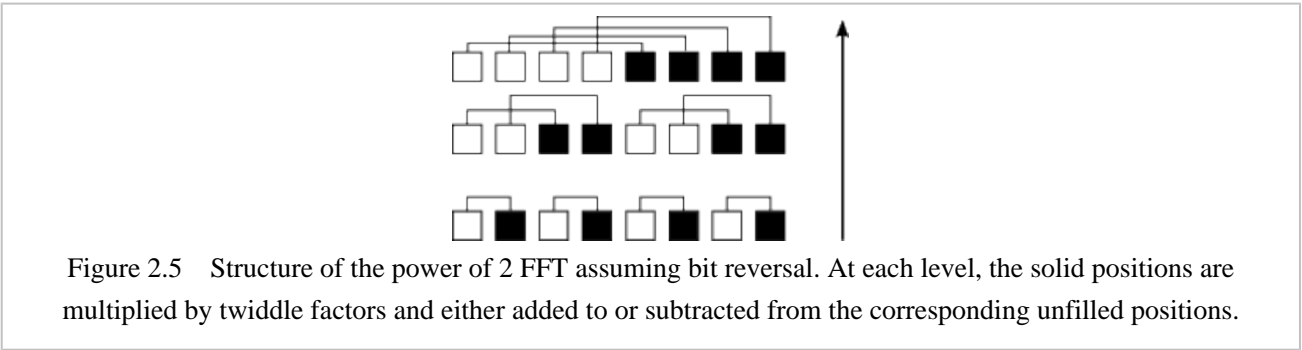 Figure 2.5 Structure of the power of 2 FFT assuming bit reversal. At each level, the solid positions are
multiplied by twiddle factors and either added to or subtracted from the corresponding unfilled positions.